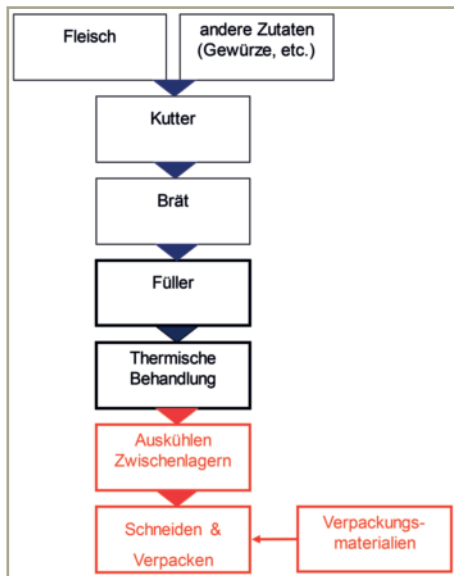 Fleisch
andere Zutaten
(Gewürze, etc.)
Kutter
Brät
Füller
Thermische
Behandlung
Auskühlen
Zwischenlagern
Schneiden &
Verpacken
Verpackungs-
materialien